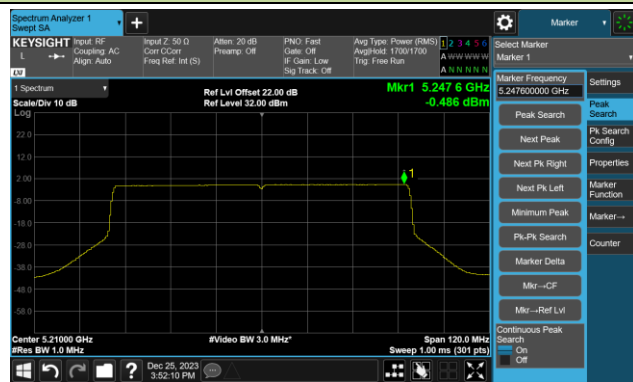 Spectrum Analyzer 1
Swept SA
Marker
KEYSIGHT
L
LXI
Input: RF
Coupling: AC
Align: Auto
Input Z: 50 Ω
Corr CCorr
Freq Ref: Int (S)
Atten: 20 dB
Preamp: Off
PNO: Fast
Gate: Off
IF Gain: Low
Sig Track: Off
Avg Type: Power (RMS)
Avg|Hold: 1700/1700
Trig: Free Run
1 2 3 4 5 6
A W W W W W
A N N N N N
Select Marker
Marker 1
1 Spectrum
Scale/Div 10 dB
Log
Ref Lvl Offset 22.00 dB
Ref Level 32.00 dBm
Mkr1 5.247 6 GHz
-0.486 dBm
22.0
12.0
2.00
-8.00
-18.0
-28.0
-38.0
-48.0
-58.0
1
Center 5.21000 GHz
#Res BW 1.0 MHz
#Video BW 3.0 MHz*
Span 120.0 MHz
Sweep 1.00 ms (301 pts)
Marker Frequency
5.247600000 GHz
Peak Search
Next Peak
Next Pk Right
Next Pk Left
Minimum Peak
Pk-Pk Search
Marker Delta
Mkr→CF
Mkr→Ref Lvl
Continuous Peak
Search
On
Off
Settings
Peak
Search
Pk Search
Config
Properties
Marker
Function
Marker→
Counter
?
Dec 25, 2023
3:52:10 PM